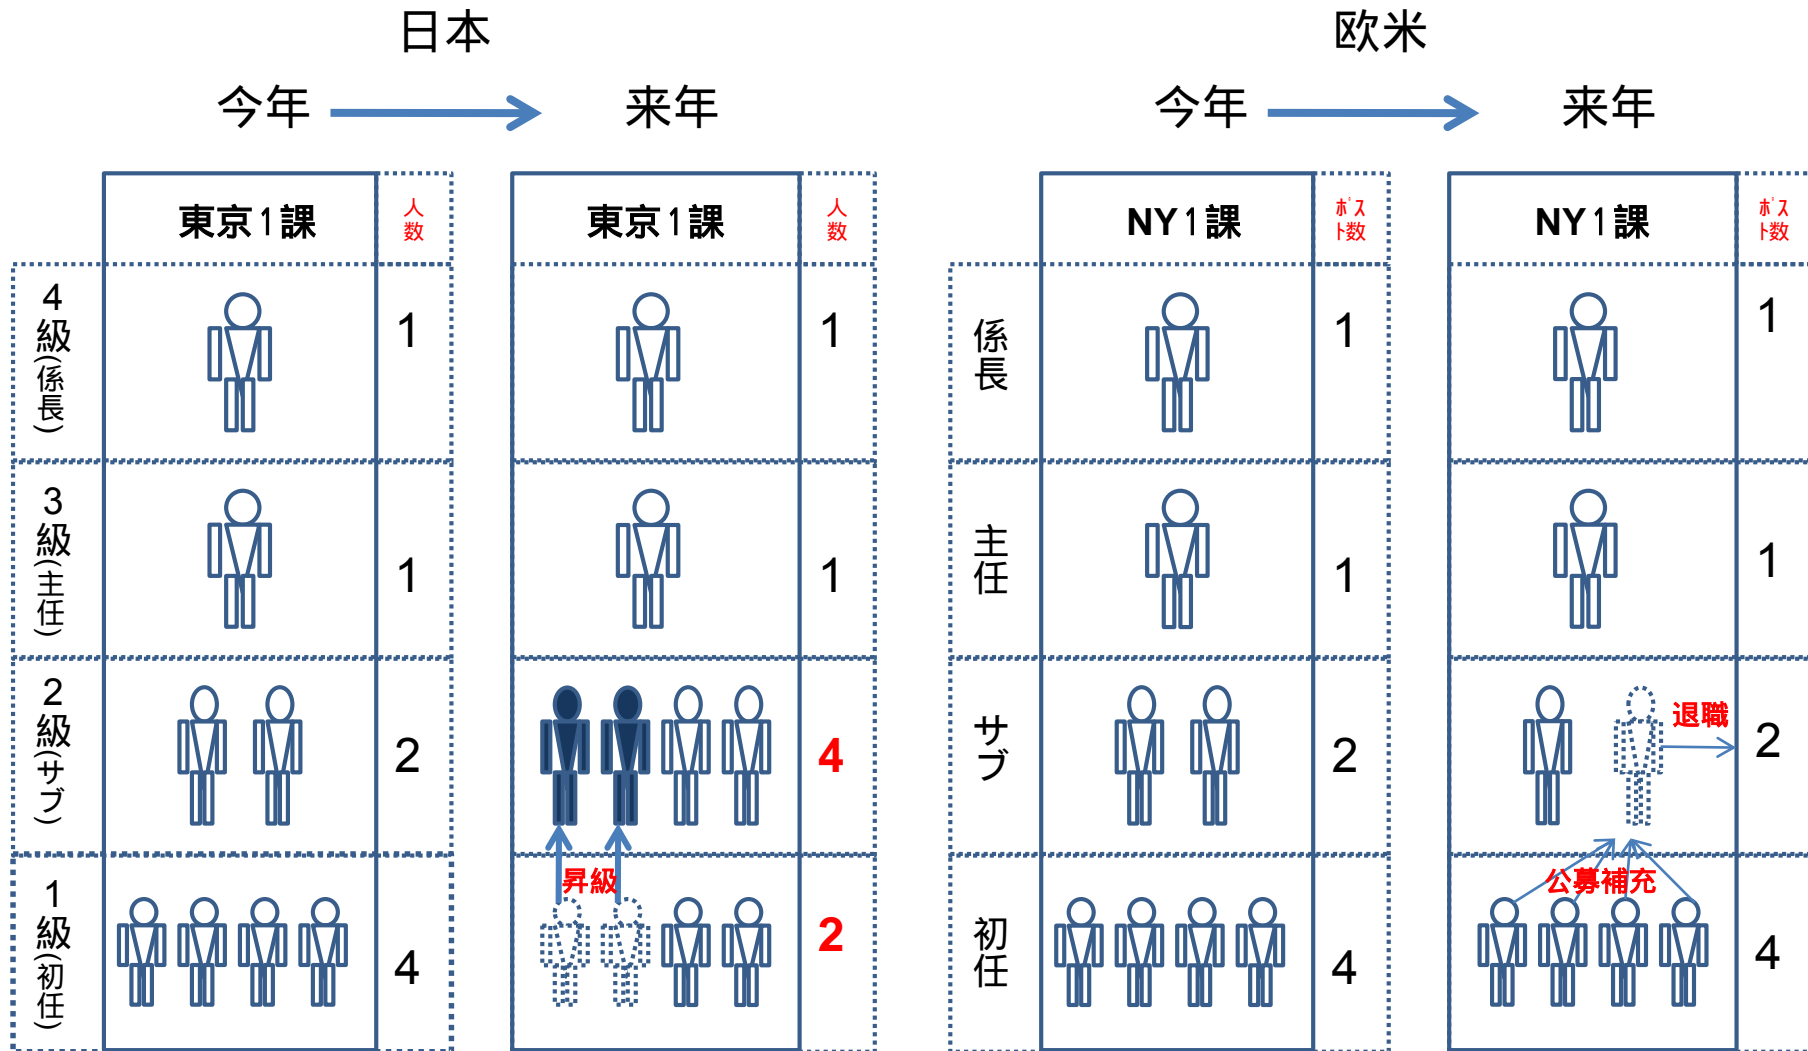 日本
欧米
今年
来年
今年
来年
東京1課
人数
東京1課
人数
NY1課
ﾎﾟｽﾄ数
NY1課
ﾎﾟｽﾄ数
4級(係長)
1
1
係長
1
1
3級(主任)
1
1
主任
1
1
2級(サブ)
2
4
サブ
2
退職
2
1級(初任)
4
昇級
2
初任
4
公募補充
4